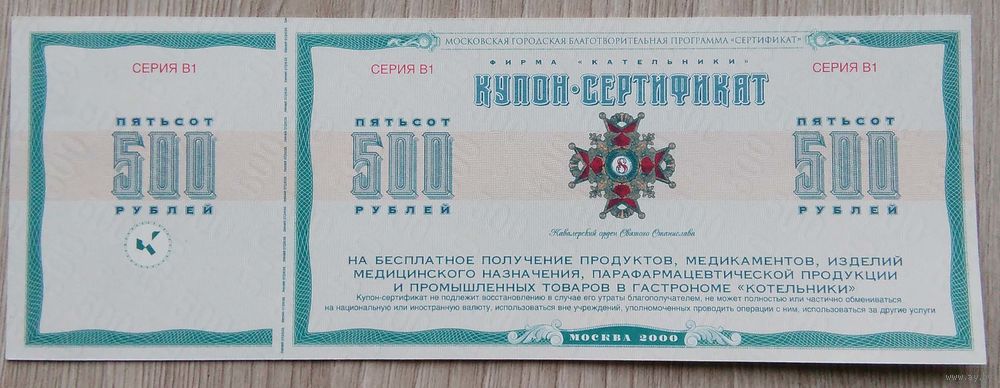 СЕРИЯ В1
ПЯТЬСОТ
500
РУБЛЕЙ
К
МОСКОВСКАЯ ГОРОДСКАЯ БЛАГОТВОРИТЕЛЬНАЯ ПРОГРАММА «СЕРТИФИКАТ»
ФИРМА «КАТЕЛЬНИКИ»
СЕРИЯ В1
КУПОН-СЕРТИФИКАТ
СЕРИЯ В1
ПЯТЬСОТ
500
РУБЛЕЙ
S
ПЯТЬСОТ
500
РУБЛЕЙ
Кавалерский орден Святого Станислава
НА БЕСПЛАТНОЕ ПОЛУЧЕНИЕ ПРОДУКТОВ, МЕДИКАМЕНТОВ, ИЗДЕЛИЙ
МЕДИЦИНСКОГО НАЗНАЧЕНИЯ, ПАРАФАРМАЦЕВТИЧЕСКОЙ ПРОДУКЦИИ
И ПРОМЫШЛЕННЫХ ТОВАРОВ В ГАСТРОНОМЕ «КОТЕЛЬНИКИ»
Купон-сертификат не подлежит восстановлению в случае его утраты благополучателем, не может полностью или частично обмениваться
на национальную или иностранную валюту, использоваться вне учреждений, уполномоченных проводить операции с ним, использоваться за другие услуги
МОСКВА 2000